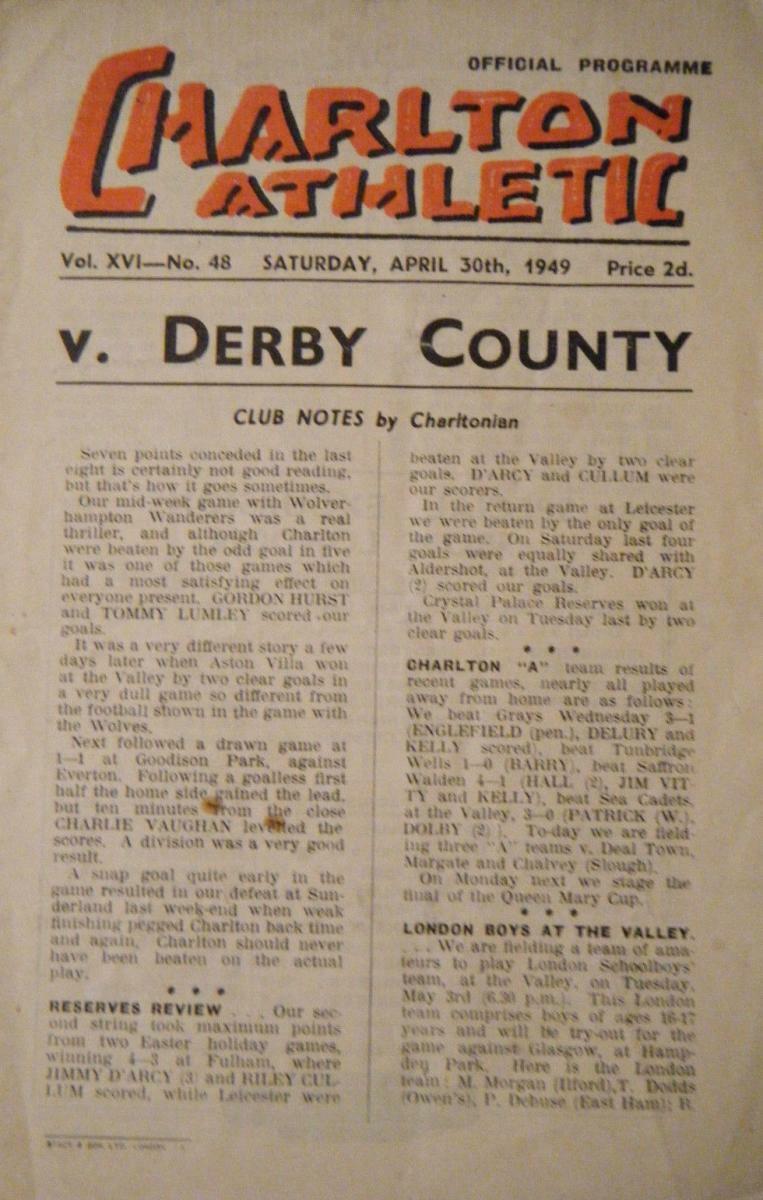 OFFICIAL PROGRAMME
CHARLTON
ATHLETIC
Vol. XVI—No. 48 SATURDAY, APRIL 30th, 1949 Price 2d.
v. DERBY COUNTY
CLUB NOTES by Charltonian
Seven points conceded in the last
eight is certainly not good reading,
but that's how it goes sometimes.
Our mid-week game with Wolver-
hampton Wanderers was a real
thriller, and although Charlton
were beaten by the odd goal in five
it was one of those games which
had a most satisfying effect on
everyone present. GORDON HURST
and TOMMY LUMLEY scored our
goals.
It was a very different story a few
days later when Aston Villa won
at the Valley by two clear goals in
a very dull game so different from
the football shown in the game with
the Wolves.
Next followed a drawn game at
1—1 at Goodison Park, against
Everton. Following a goalless first
half the home side gained the lead,
but ten minutes from the close
CHARLIE VAUGHAN levelled the
scores. A division was a very good
result.
A snap goal quite early in the
game resulted in our defeat at Sun-
derland last week-end when weak
finishing pegged Charlton back time
and again. Charlton should never
have been beaten on the actual
play.
* * *
RESERVES REVIEW . . . Our sec-
ond string took maximum points
from two Easter holiday games,
winning 4—3 at Fulham, where
JIMMY D'ARCY (3) and RILEY CUL-
LUM scored, while Leicester were
beaten at the Valley by two clear
goals. D'ARCY and CULLUM were
our scorers.
In the return game at Leicester
we were beaten by the only goal of
the game. On Saturday last four
goals were equally shared with
Aldershot, at the Valley. D'ARCY
(2) scored our goals.
Crystal Palace Reserves won at
the Valley on Tuesday last by two
clear goals.
* * *
CHARLTON "A" team results of
recent games, nearly all played
away from home are as follows:
We beat Grays Wednesday 3—1
(ENGLEFIELD (pen.), DELURY and
KELLY scored), beat Tunbridge
Wells 1—0 (BARRY), beat Saffron
Walden 4—1 (HALL (2), JIM VIT-
TY and KELLY), beat Sea Cadets,
at the Valley, 3—0 (PATRICK (W.),
DOLBY (2) ). To-day we are field-
ing three "A" teams v. Deal Town,
Margate and Chalvey (Slough).
On Monday next we stage the
final of the Queen Mary Cup.
* * *
LONDON BOYS AT THE VALLEY.
. . . We are fielding a team of ama-
teurs to play London Schoolboys'
team, at the Valley, on Tuesday,
May 3rd (6.30 p.m.). This London
team comprises boys of ages 16-17
years and will be try-out for the
game against Glasgow, at Hamp-
den Park. Here is the London
team: M. Morgan (Ilford), T. Dodds
(Owen's), P. Debuse (East Ham); R.